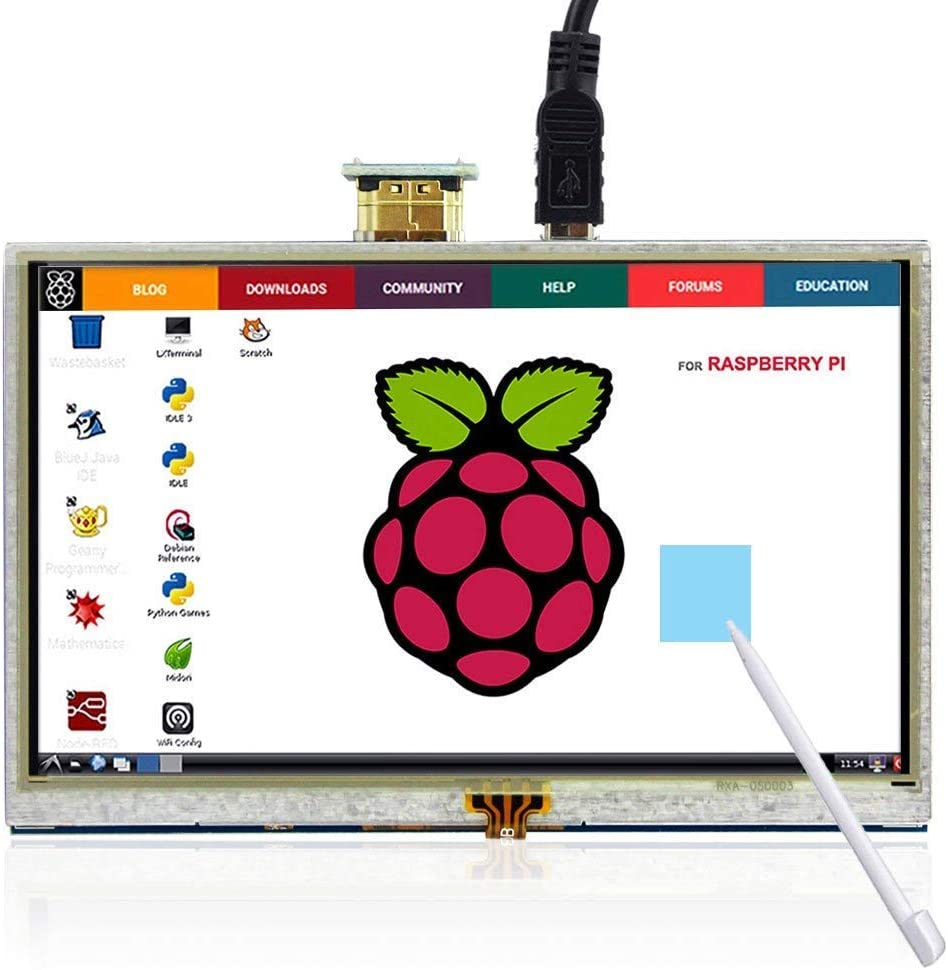 BLOG DOWNLOADS COMMUNITY HELP FORUMS EDUCATION
Wastebasket
LXTerminal
Scratch
FOR RASPBERRY PI
BlueJ Java
IDE
IDLE 3
IDLE
Geany
Programmer...
Debian
Reference
Mathematica
Python Games
Midori
Node-RED
WiFi Config
11:54
RXA-050003